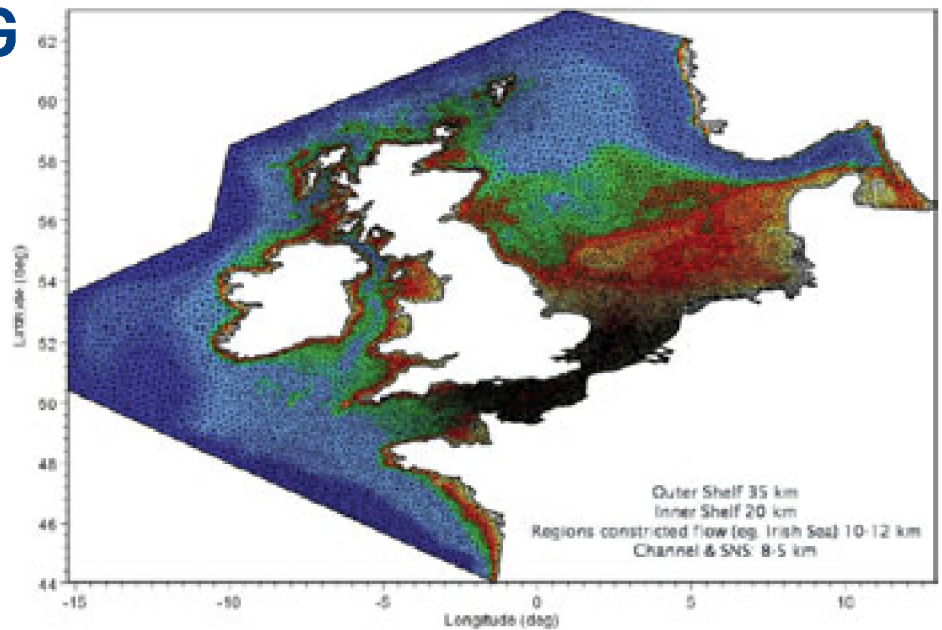 G
62
60
58
56
54
52
50
48
46
44
Latitude (deg)
Outer Shelf 35 km
Inner Shelf 20 km
Regions constricted flow (eg. Irish Sea) 10-12 km
Channel & SNS: 8-5 km
-15
-10
-5
0
5
10
Longitude (deg)